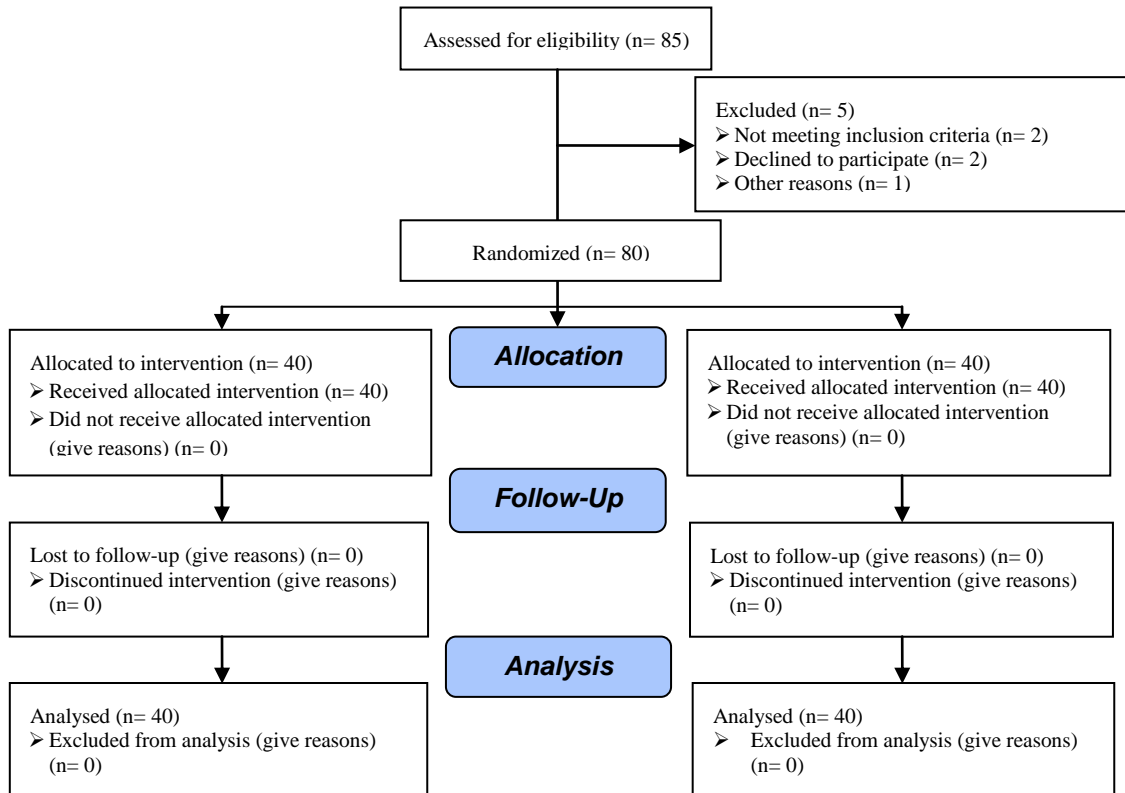 Assessed for eligibility (n= 85)
Excluded (n= 5)
➢ Not meeting inclusion criteria (n= 2)
➢ Declined to participate (n= 2)
➢ Other reasons (n= 1)
Randomized (n= 80)
Allocation
Allocated to intervention (n= 40)
➢ Received allocated intervention (n= 40)
➢ Did not receive allocated intervention
(give reasons) (n= 0)
Allocated to intervention (n= 40)
➢ Received allocated intervention (n= 40)
➢ Did not receive allocated intervention
(give reasons) (n= 0)
Follow-Up
Lost to follow-up (give reasons) (n= 0)
➢ Discontinued intervention (give reasons)
(n= 0)
Lost to follow-up (give reasons) (n= 0)
➢ Discontinued intervention (give reasons)
(n= 0)
Analysis
Analysed (n= 40)
➢ Excluded from analysis (give reasons)
(n= 0)
Analysed (n= 40)
➢ Excluded from analysis (give reasons)
(n= 0)